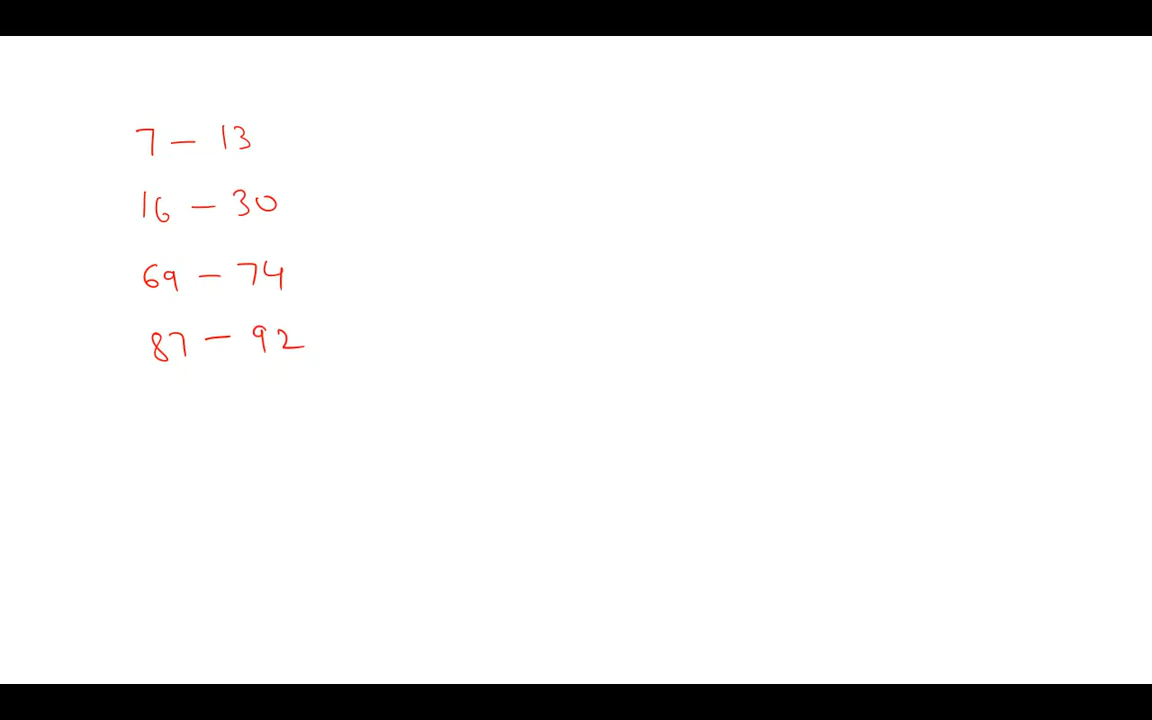 7 – 13
16 – 30
69 – 74
87 – 92